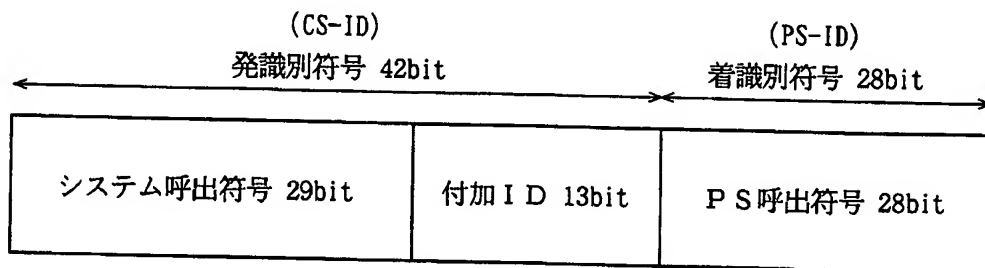 (CS-ID)
発識別符号 42bit
(PS-ID)
着識別符号 28bit
システム呼出符号 29bit
付加ID 13bit
PS呼出符号 28bit